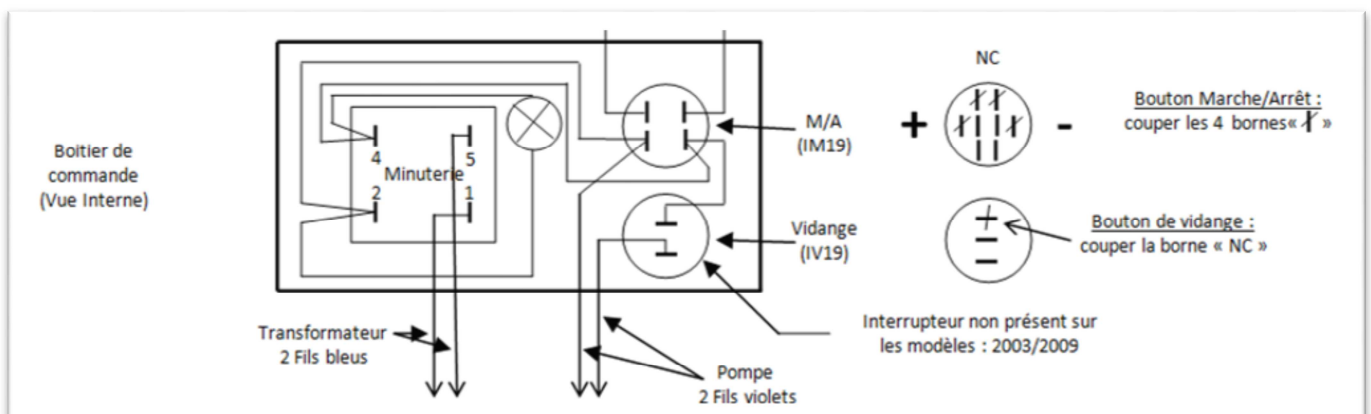 Boitier de
commande
(Vue Interne)
4
5
Minuterie
2
1
M/A
(IM19)
Vidange
(IV19)
NC
+
-
Bouton Marche/Arrêt :
couper les 4 bornes« »
Bouton de vidange :
couper la borne « NC »
Interrupteur non présent sur
les modèles : 2003/2009
Transformateur
2 Fils bleus
Pompe
2 Fils violets